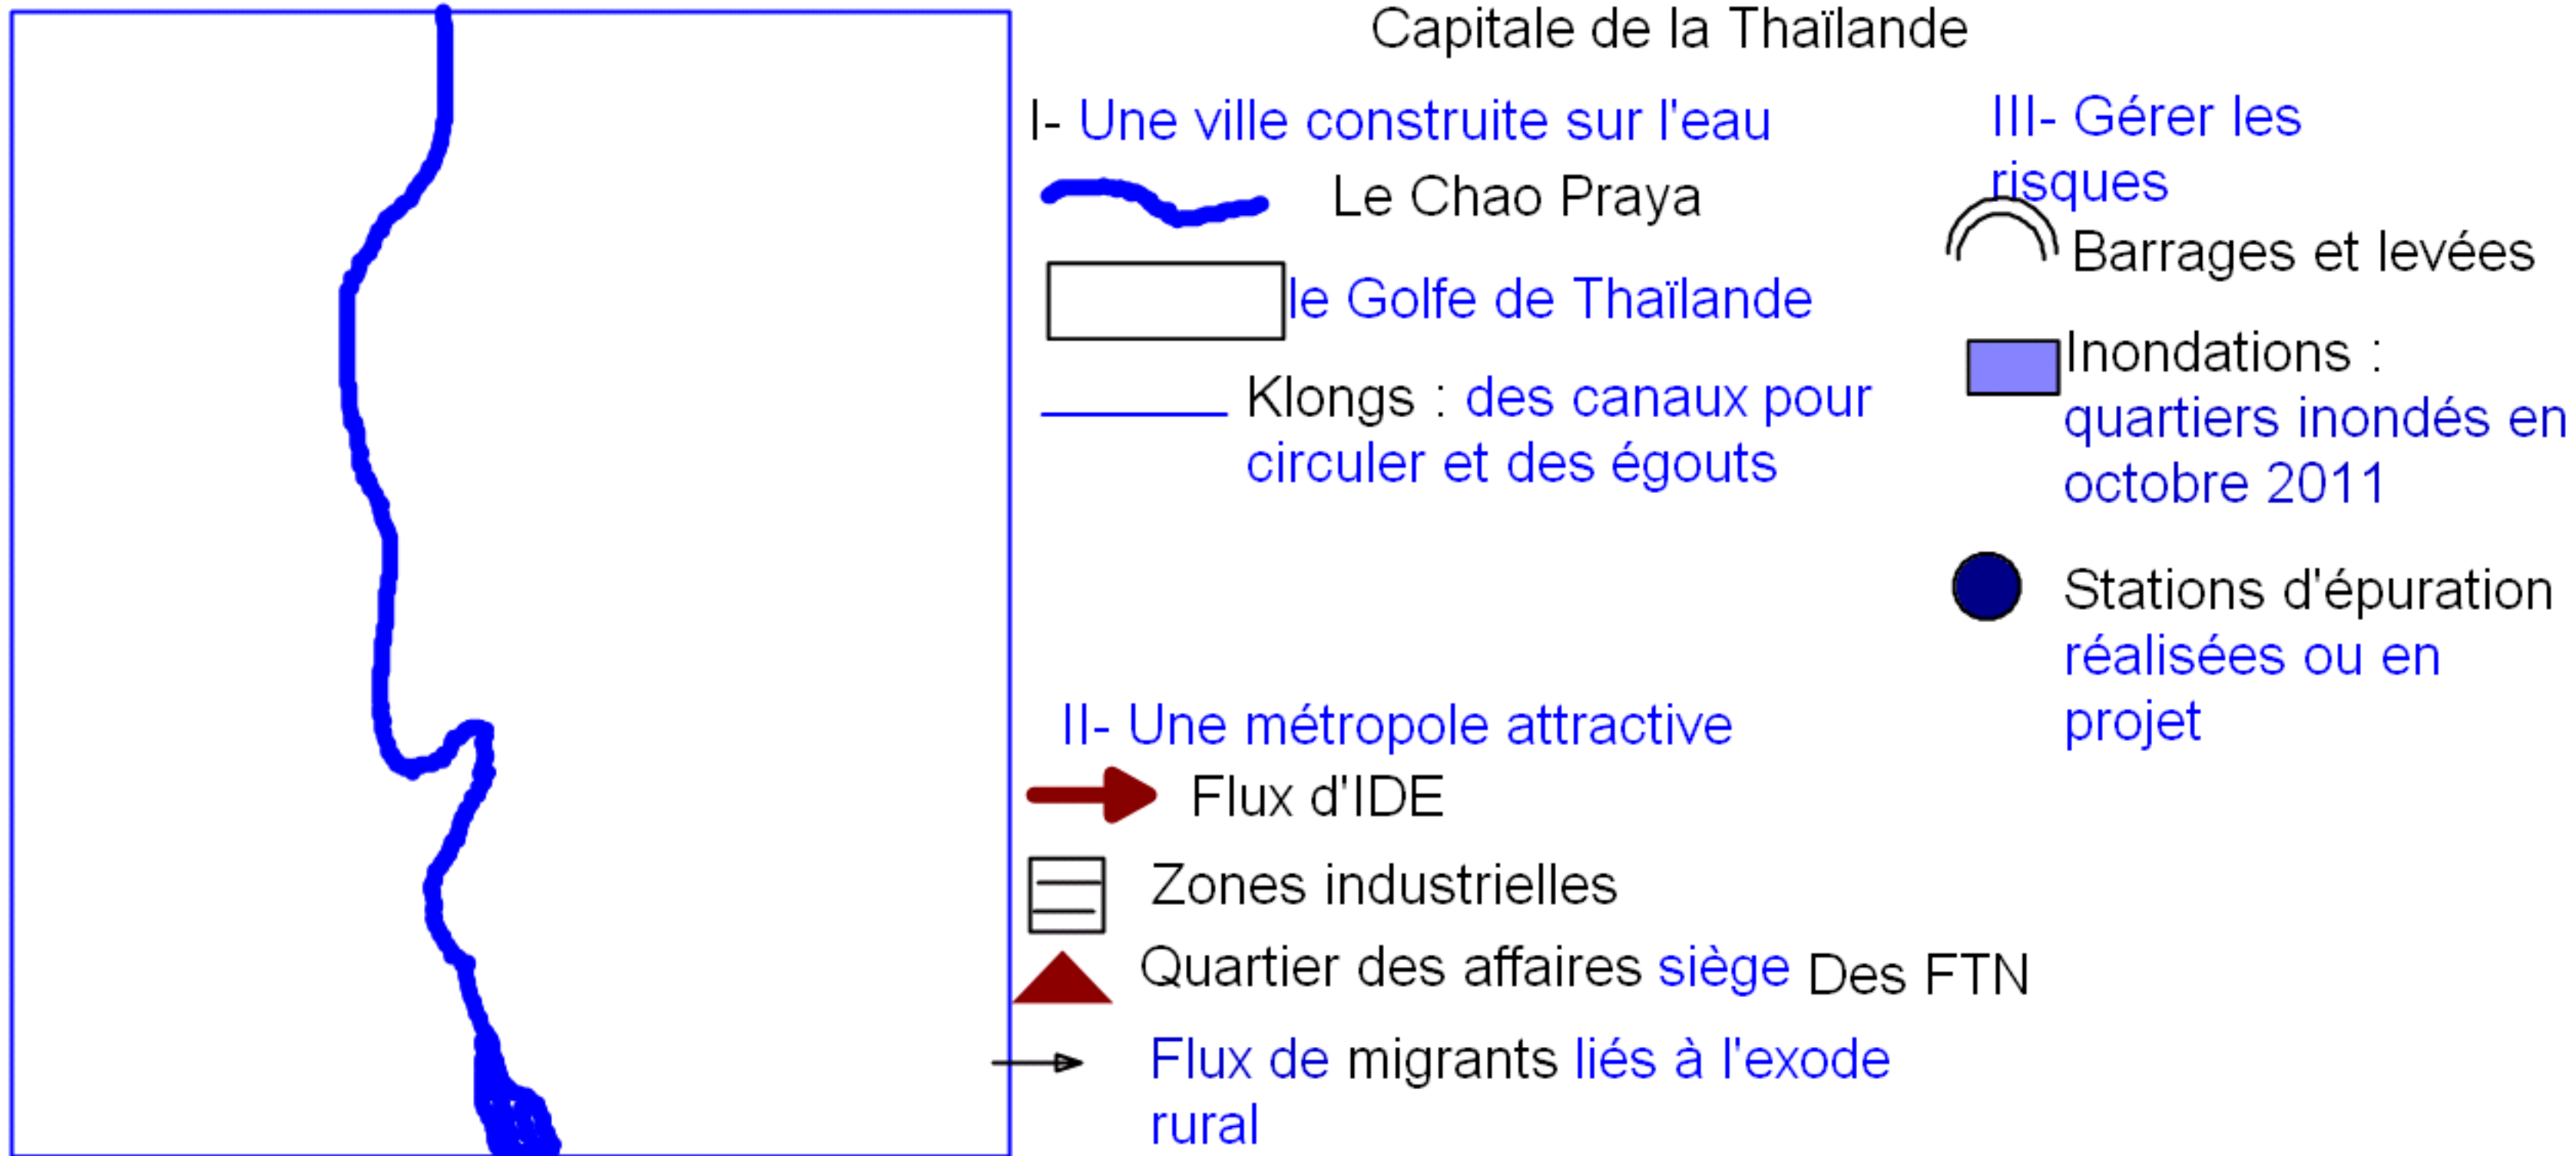 Capitale de la Thaïlande
I- Une ville construite sur l'eau
Le Chao Praya
le Golfe de Thaïlande
Klongs : des canaux pour
circuler et des égouts
II- Une métropole attractive
Flux d'IDE
Zones industrielles
Quartier des affaires siège Des FTN
Flux de migrants liés à l'exode
rural
III- Gérer les
risques
Barrages et levées
Inondations :
quartiers inondés en
octobre 2011
Stations d'épuration
réalisées ou en
projet